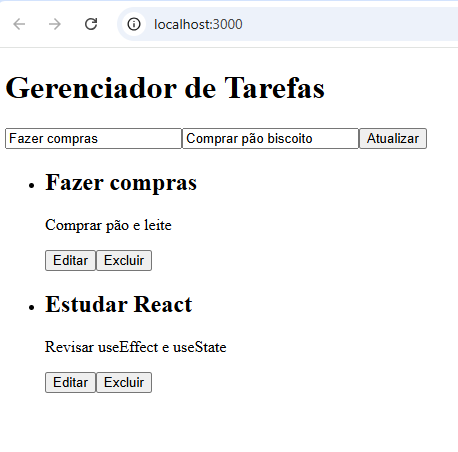 localhost:3000
Gerenciador de Tarefas
Fazer compras Comprar pão biscoito Atualizar
Fazer compras
Comprar pão e leite
Editar Excluir
Estudar React
Revisar useEffect e useState
Editar Excluir